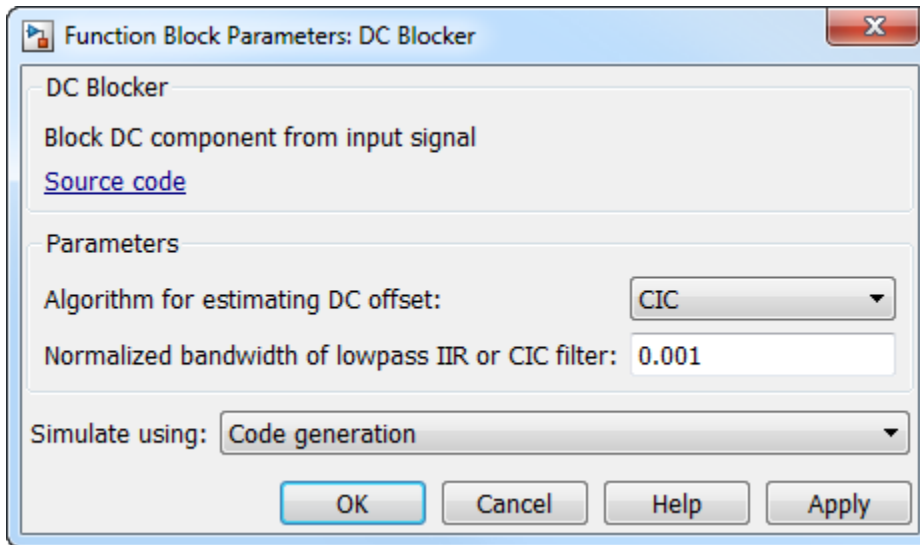 Function Block Parameters: DC Blocker
DC Blocker
Block DC component from input signal
Source code
Parameters
Algorithm for estimating DC offset: CIC
Normalized bandwidth of lowpass IIR or CIC filter: 0.001
Simulate using: Code generation
OK Cancel Help Apply